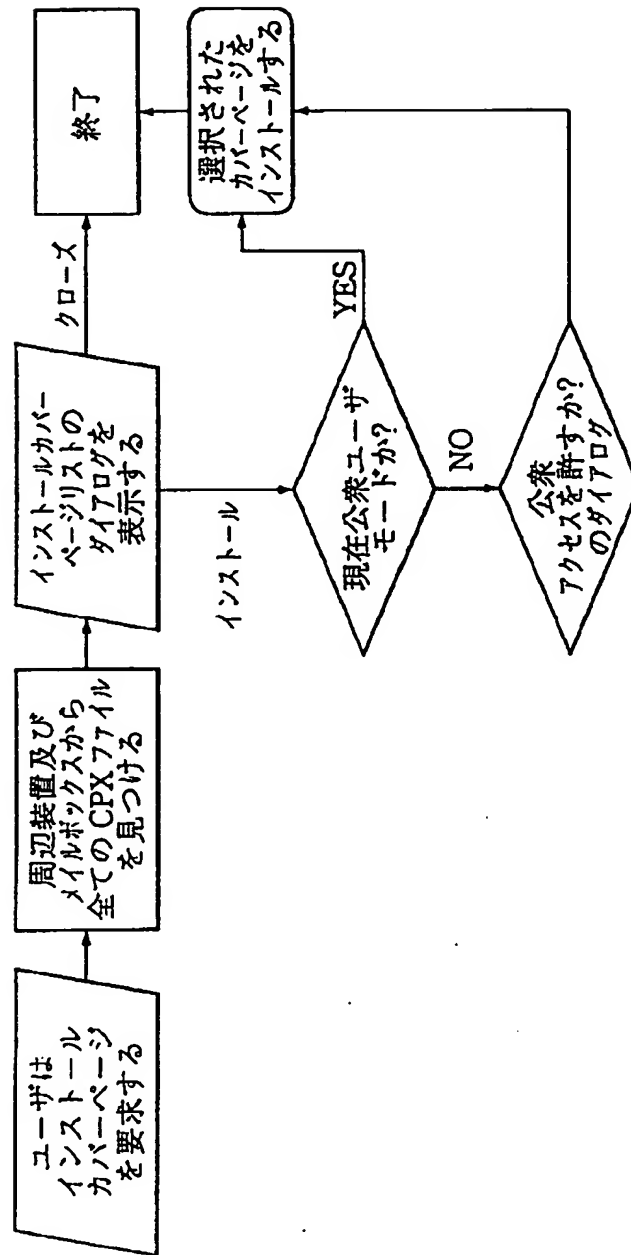 ユーザは
インストール
カバーページ
を要求する
周辺装置及び
メイルボックスから
全てのCPXファイル
を見つける
インストールカバー
ページリストの
ダイアログを
表示する
クローズ
終了
インストール
現在公衆ユーザ
モードか?
YES
選択された
カバーページを
インストールする
NO
公衆
アクセスを許すか?
のダイアログ